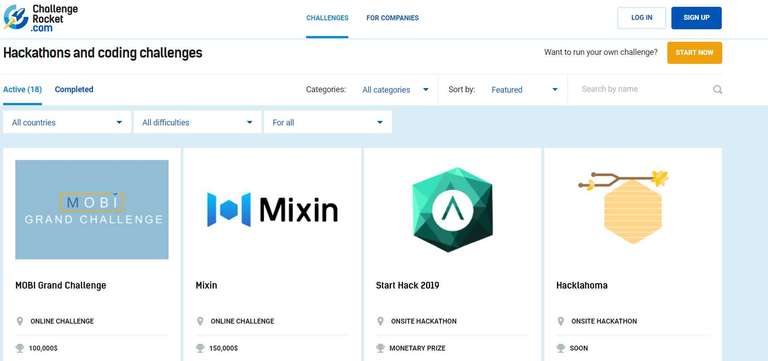 Challenge
Rocket
.com
CHALLENGES
FOR COMPANIES
LOG IN
SIGN UP
Hackathons and coding challenges
Want to run your own challenge?
START NOW
Active (18)
Completed
Categories:
All categories
Sort by:
Featured
Search by name
All countries
All difficulties
For all
MOBI
GRAND CHALLENGE
Mixin
MOBI Grand Challenge
Mixin
Start Hack 2019
Hacklahoma
ONLINE CHALLENGE
ONLINE CHALLENGE
ONSITE HACKATHON
ONSITE HACKATHON
100,000$
150,000$
MONETARY PRIZE
SOON